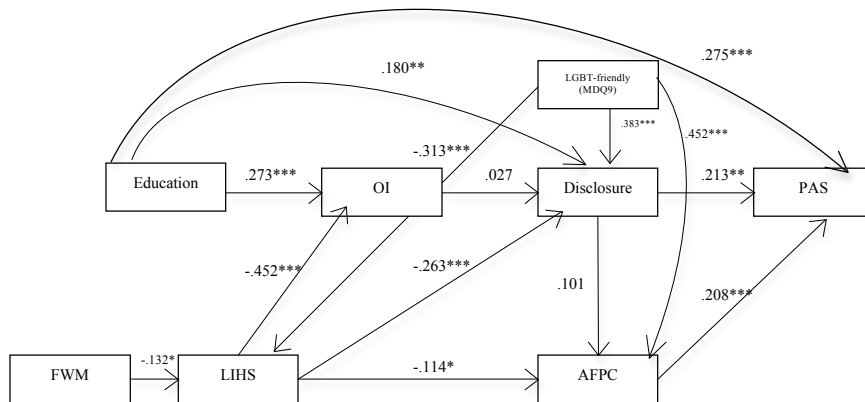 .275***
.180**
LGBT-friendly
(MDQ9)
.383***
.452***
-.313***
Education
.273***
OI
.027
Disclosure
.213**
PAS
-.452***
-.263***
.101
.208***
FWM
-.132*
LIHS
-.114*
AFPC